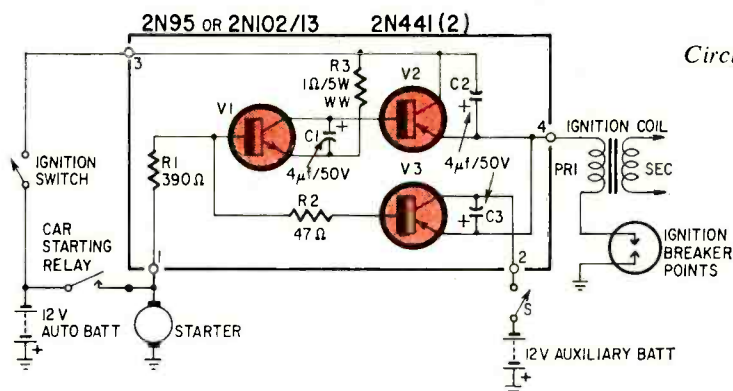 2N95 OR 2N102/13 2N441(2)
Circ
3
R3
1Ω/5W
WW
V1
V2
C2
+
C1
+
4μf/50V
4μf/50V
4
IGNITION COIL
PRI
SEC
IGNITION
SWITCH
R1
390Ω
V3
R2
47Ω
+
C3
IGNITION
BREAKER
POINTS
CAR
STARTING
RELAY
1
2
S
12V
AUTO BATT
+
STARTER
12V AUXILIARY BATT
+